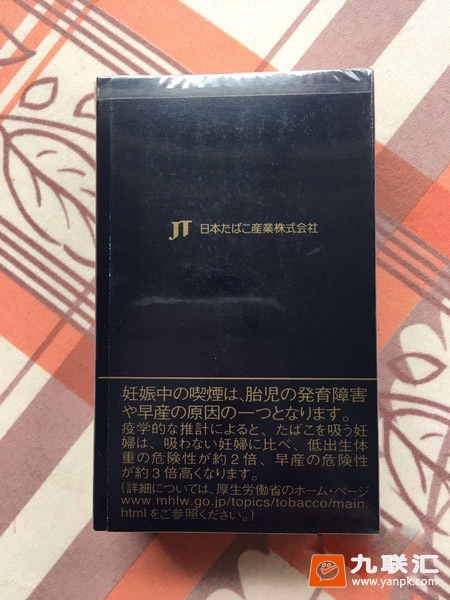 JT 日本たばこ産業株式会社
妊娠中の喫煙は、胎児の発育障害
や早産の原因の一つとなります。
疫学的な推計によると、たばこを吸う妊
婦は、吸わない妊婦に比べ、低出生体
重の危険性が約2倍、早産の危険性
が約3倍高くなります。
(詳細については、厚生労働省のホーム・ページ
www.mhlw.go.jp/topics/tobacco/main.
htmlをご参照ください。)
九联汇
www.yanpk.com